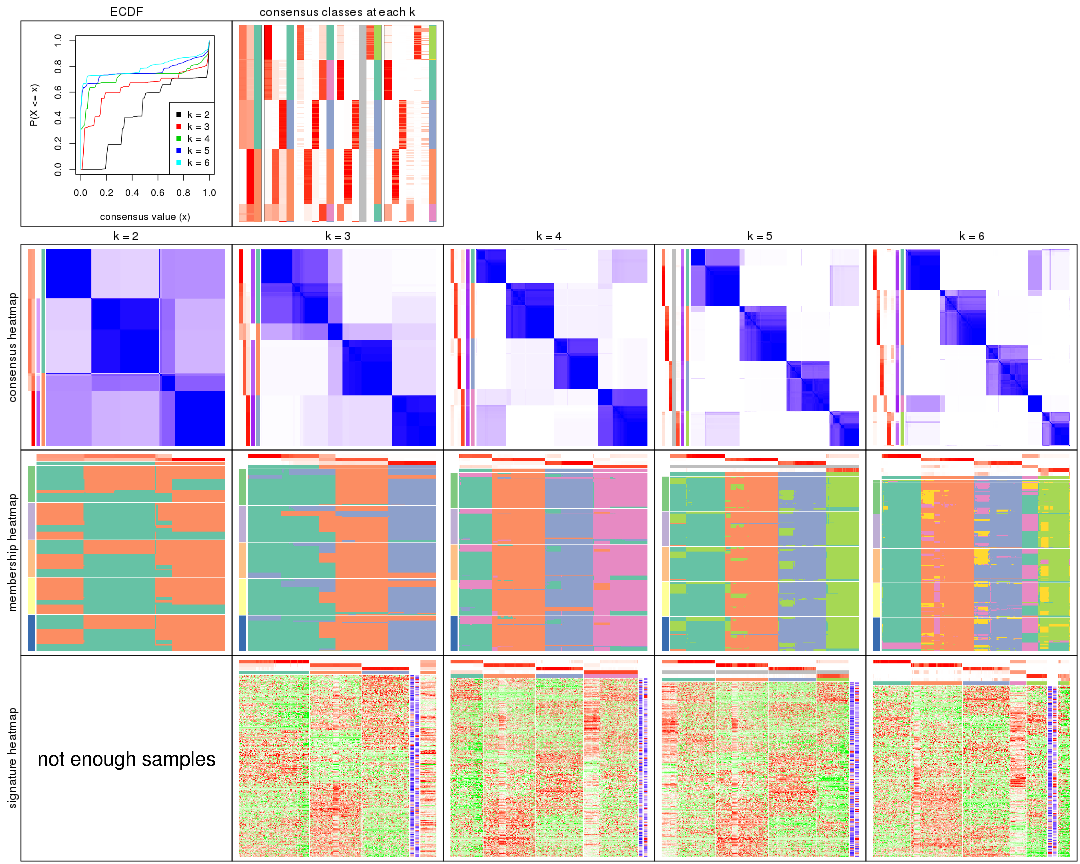 ECDF
consensus classes at each k
P(X <= x)
0.0 0.2 0.4 0.6 0.8 1.0
k = 2
k = 3
k = 4
k = 5
k = 6
0.0 0.2 0.4 0.6 0.8 1.0
consensus value (x)
k = 2
k = 3
k = 4
k = 5
k = 6
consensus heatmap
membership heatmap
signature heatmap
not enough samples